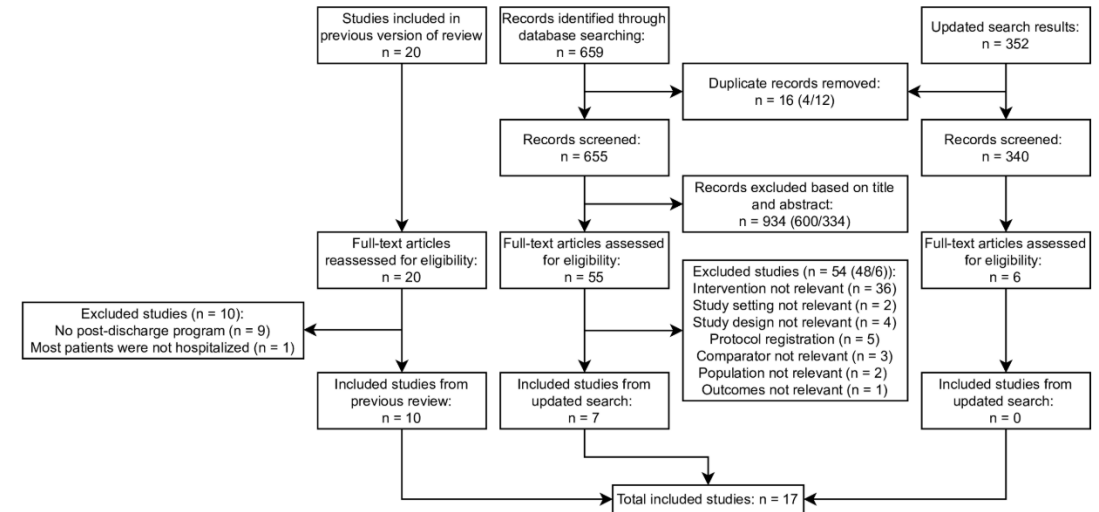 Studies included in
previous version of review
n = 20
Records identified through
database searching:
n = 659
Updated search results:
n = 352
Duplicate records removed:
n = 16 (4/12)
Records screened:
n = 655
Records screened:
n = 340
Records excluded based on title
and abstract:
n = 934 (600/334)
Full-text articles
reassessed for eligibility:
n = 20
Full-text articles assessed
for eligibility:
n = 55
Full-text articles assessed
for eligibility:
n = 6
Excluded studies (n = 10):
No post-discharge program (n = 9)
Most patients were not hospitalized (n = 1)
Excluded studies (n = 54 (48/6)):
Intervention not relevant (n = 36)
Study setting not relevant (n = 2)
Study design not relevant (n = 4)
Protocol registration (n = 5)
Comparator not relevant (n = 3)
Population not relevant (n = 2)
Outcomes not relevant (n = 1)
Included studies from
previous review:
n = 10
Included studies from
updated search:
n = 7
Included studies from
updated search:
n = 0
Total included studies: n = 17